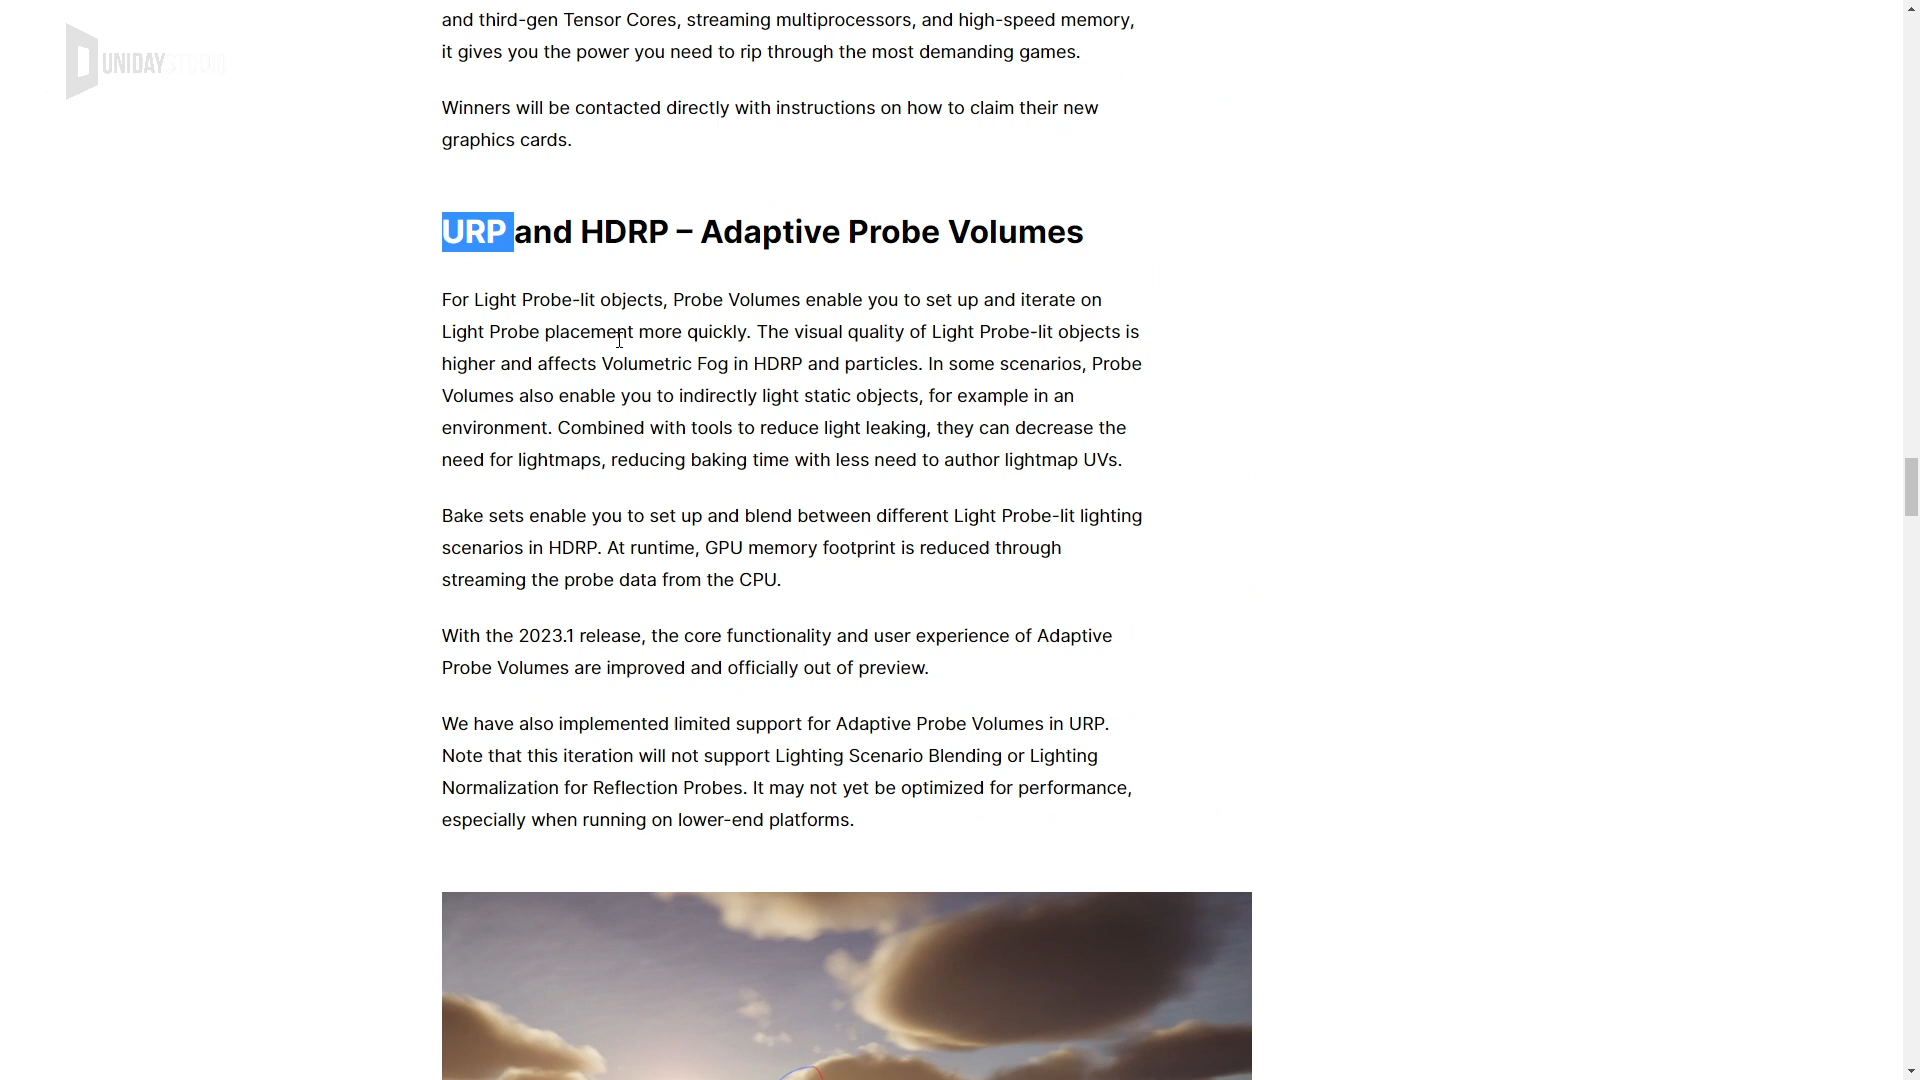 and third-gen Tensor Cores, streaming multiprocessors, and high-speed memory,
it gives you the power you need to rip through the most demanding games.
UNIDAYSTUDIO
Winners will be contacted directly with instructions on how to claim their new
graphics cards.
URP and HDRP – Adaptive Probe Volumes
For Light Probe-lit objects, Probe Volumes enable you to set up and iterate on
Light Probe placement more quickly. The visual quality of Light Probe-lit objects is
higher and affects Volumetric Fog in HDRP and particles. In some scenarios, Probe
Volumes also enable you to indirectly light static objects, for example in an
environment. Combined with tools to reduce light leaking, they can decrease the
need for lightmaps, reducing baking time with less need to author lightmap UVs.
Bake sets enable you to set up and blend between different Light Probe-lit lighting
scenarios in HDRP. At runtime, GPU memory footprint is reduced through
streaming the probe data from the CPU.
With the 2023.1 release, the core functionality and user experience of Adaptive
Probe Volumes are improved and officially out of preview.
We have also implemented limited support for Adaptive Probe Volumes in URP.
Note that this iteration will not support Lighting Scenario Blending or Lighting
Normalization for Reflection Probes. It may not yet be optimized for performance,
especially when running on lower-end platforms.